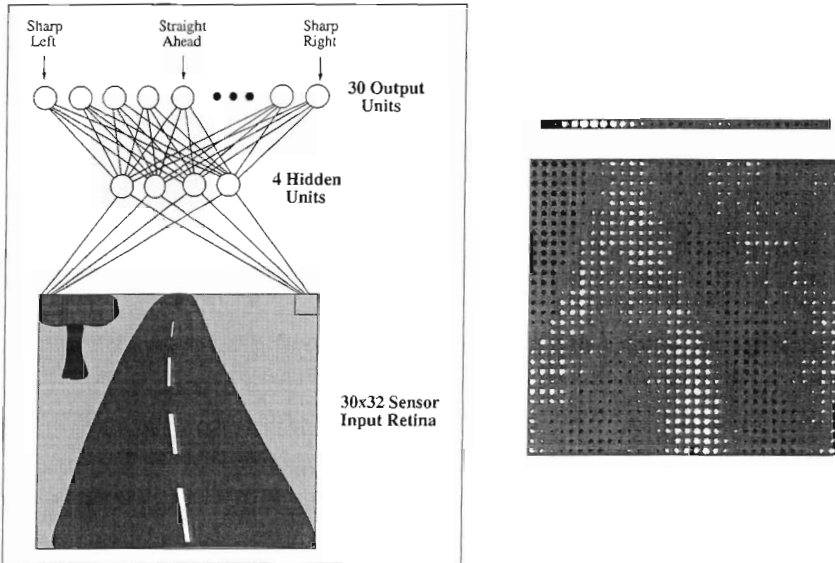 Sharp
Left
Straight
Ahead
Sharp
Right
30 Output
Units
4 Hidden
Units
30x32 Sensor
Input Retina